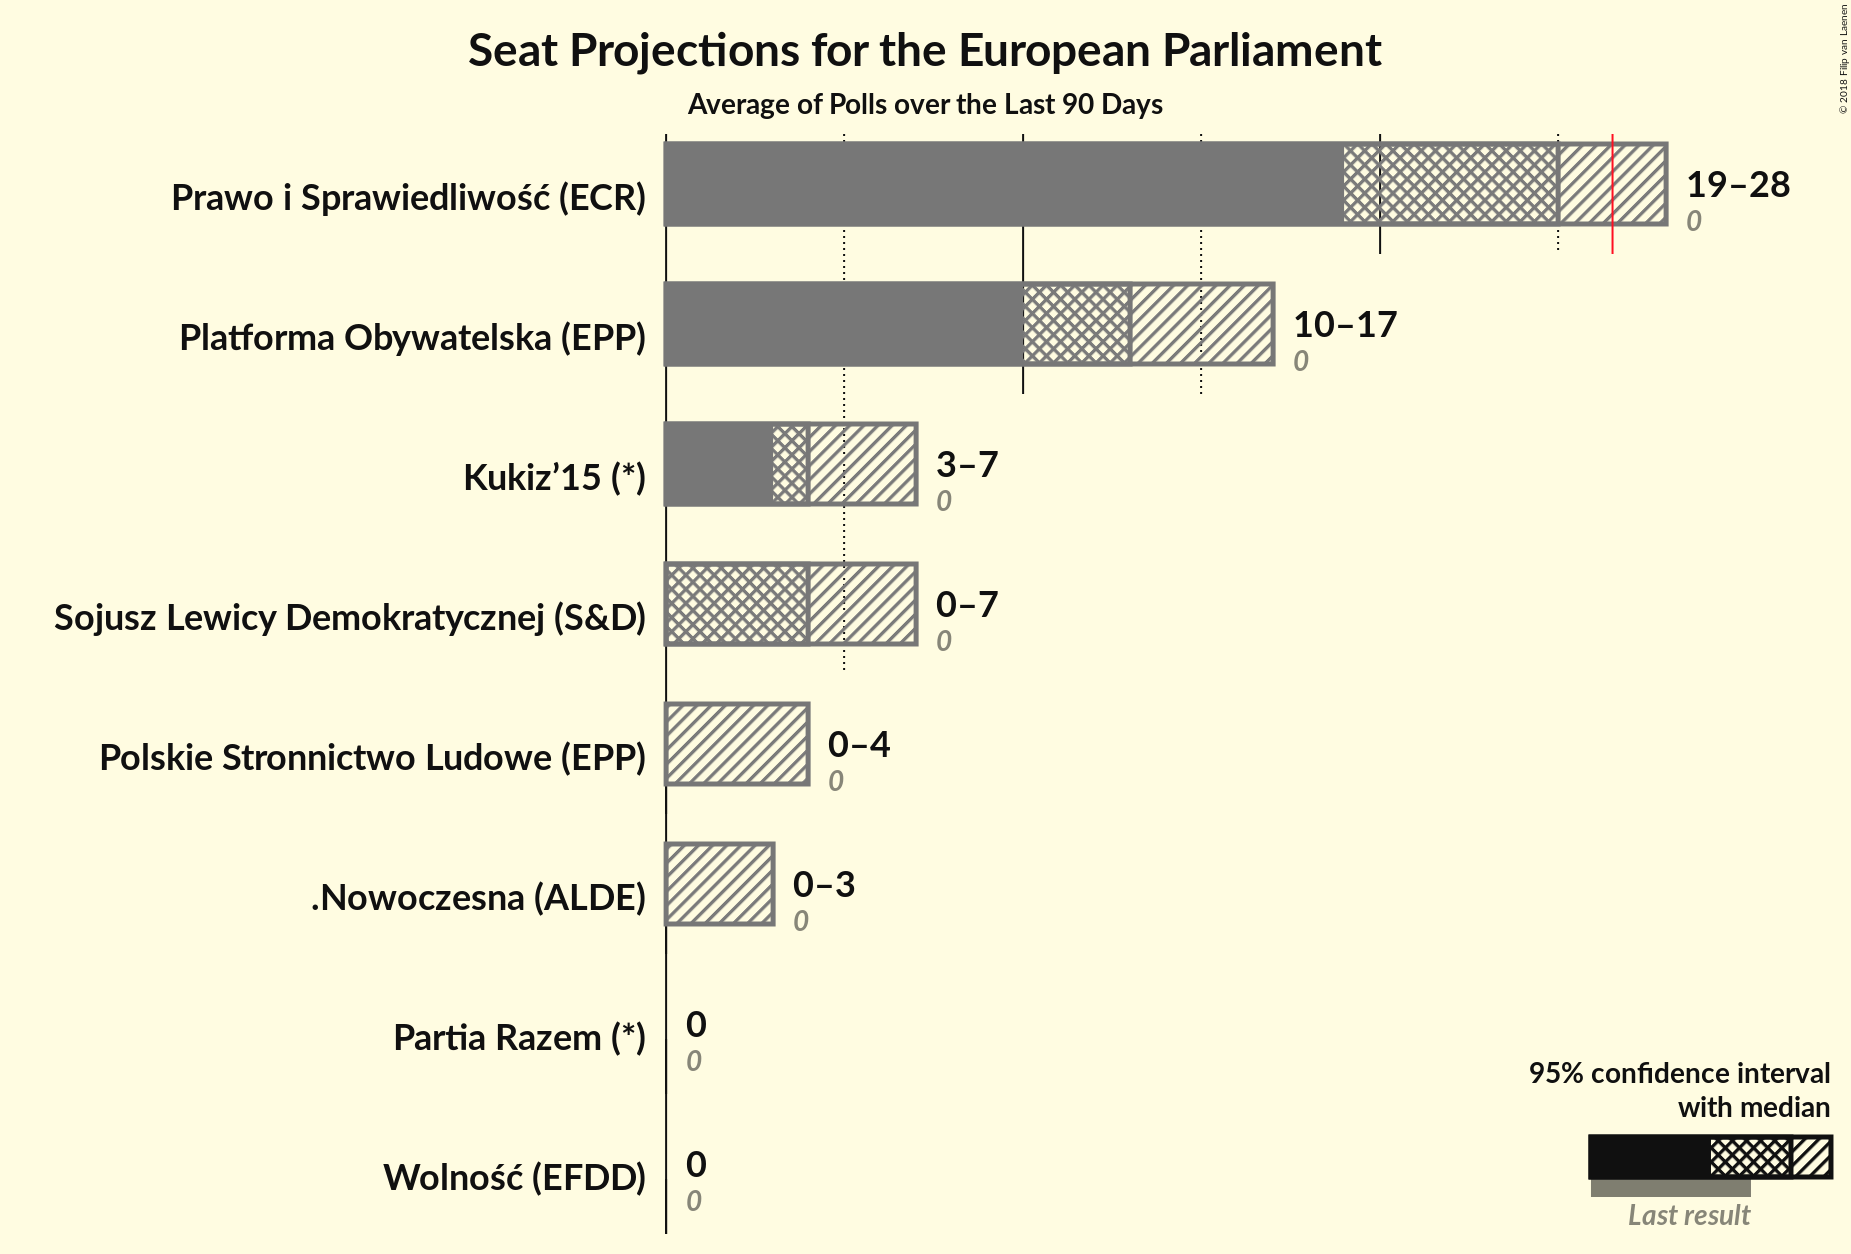 Seat Projections for the European Parliament
Average of Polls over the Last 90 Days
© 2018 Filip van Laenen
Prawo i Sprawiedliwość (ECR)
19–28
0
Platforma Obywatelska (EPP)
10–17
0
Kukiz’15 (*)
3–7
0
Sojusz Lewicy Demokratycznej (S&D)
0–7
0
Polskie Stronnictwo Ludowe (EPP)
0–4
0
.Nowoczesna (ALDE)
0–3
0
Partia Razem (*)
0
0
Wolność (EFDD)
0
0
95% confidence interval
with median
Last result